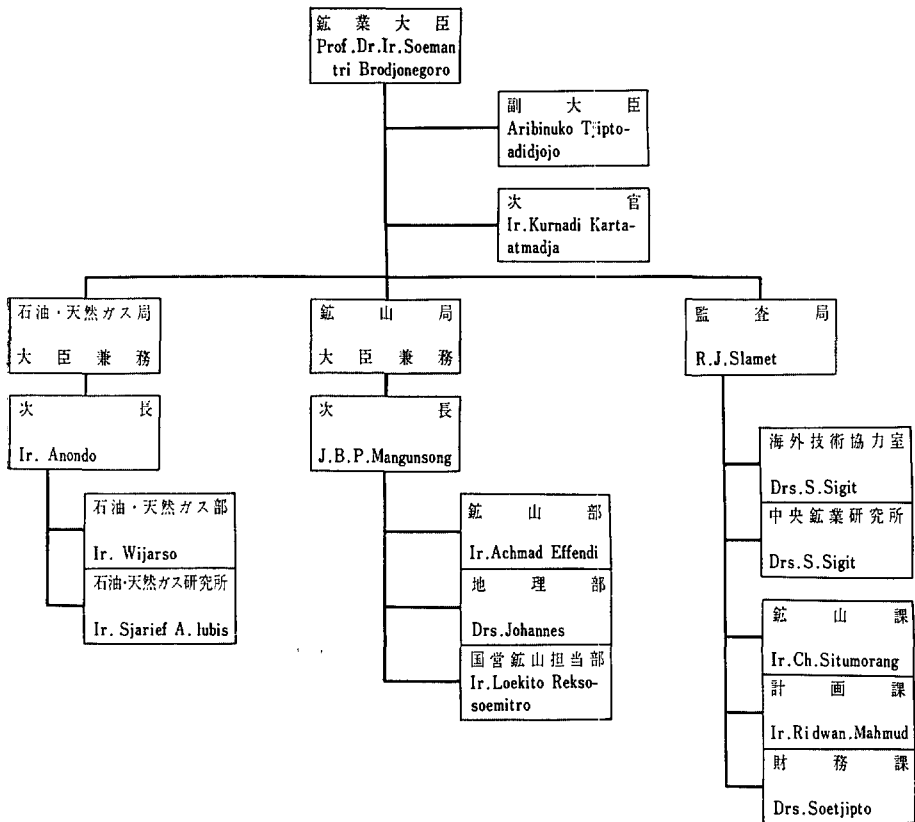 鉱業大臣
Prof.Dr.Ir.Soeman
tri Brodjonegoro
副大臣
Aribinuko Tjipto-
adidjojo
次官
Ir.Kurnadi Karta-
atmadja
石油・天然ガス局
大臣兼務
次長
Ir. Anondo
石油・天然ガス部
Ir. Wijarso
石油・天然ガス研究所
Ir. Sjarief A. lubis
鉱山局
大臣兼務
次長
J.B.P.Mangunsong
鉱山部
Ir.Achmad Effendi
地理部
Drs.Johannes
国営鉱山担当部
Ir.Loekito Rekso-
soemitro
監査局
R.J.Slamet
海外技術協力室
Drs.S.Sigit
中央鉱業研究所
Drs.S.Sigit
鉱山課
Ir.Ch.Situmorang
計画課
Ir.Ridwan.Mahmud
財務課
Drs.Soetjipto